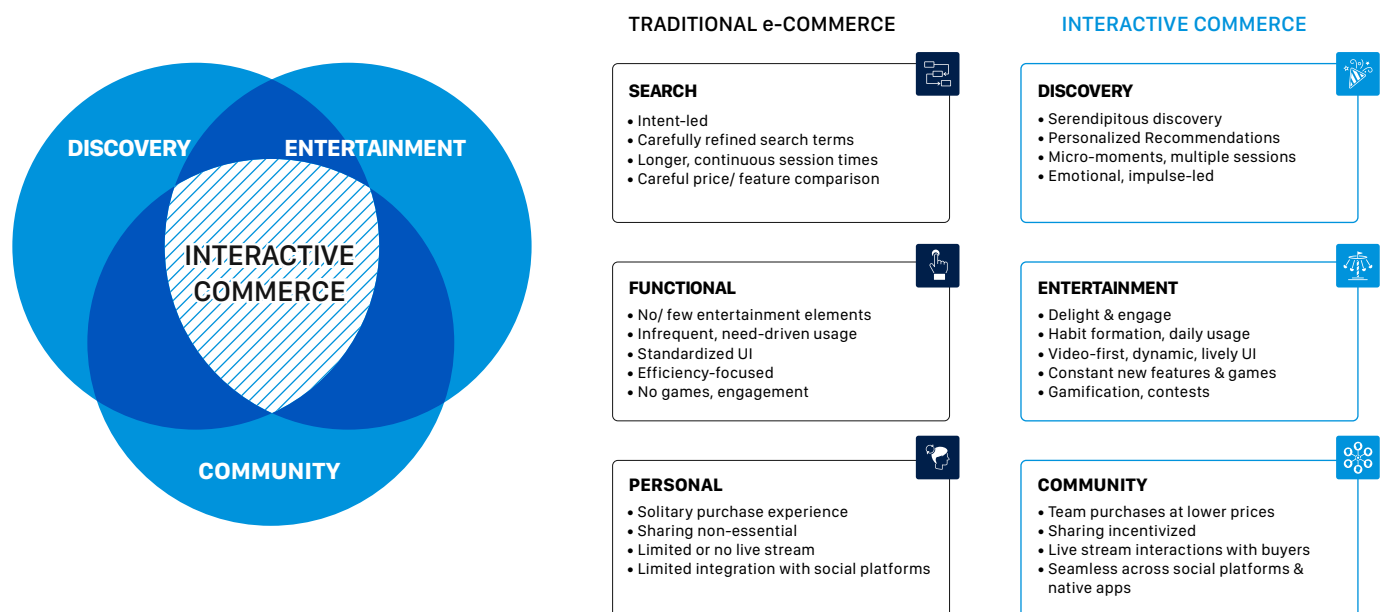 DISCOVERY
ENTERTAINMENT
INTERACTIVE
COMMERCE
COMMUNITY
TRADITIONAL e-COMMERCE
SEARCH
• Intent-led
• Carefully refined search terms
• Longer, continuous session times
• Careful price/ feature comparison
FUNCTIONAL
• No/ few entertainment elements
• Infrequent, need-driven usage
• Standardized UI
• Efficiency-focused
• No games, engagement
PERSONAL
• Solitary purchase experience
• Sharing non-essential
• Limited or no live stream
• Limited integration with social platforms
INTERACTIVE COMMERCE
DISCOVERY
• Serendipitous discovery
• Personalized Recommendations
• Micro-moments, multiple sessions
• Emotional, impulse-led
ENTERTAINMENT
• Delight & engage
• Habit formation, daily usage
• Video-first, dynamic, lively UI
• Constant new features & games
• Gamification, contests
COMMUNITY
• Team purchases at lower prices
• Sharing incentivized
• Live stream interactions with buyers
• Seamless across social platforms &
native apps